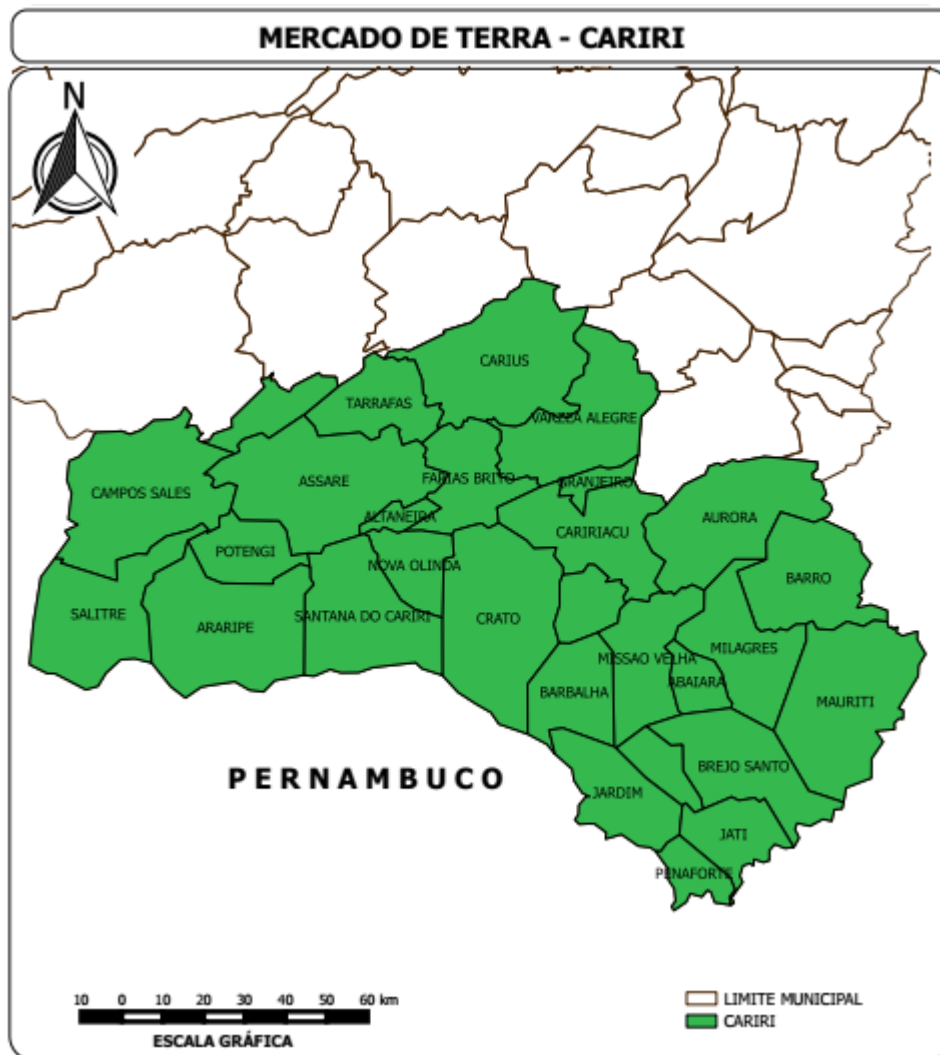 MERCADO DE TERRA - CARIRI
N
CARIUS
TARRAFAS
VARZEA ALEGRE
ASSARE
FARIAS BRITO
CAMPOS SALES
GRANJEIRO
ALTANEIRA
AURORA
CARIRIACU
POTENGI
NOVA OLINDA
BARRO
SALITRE
ARARIPE
SANTANA DO CARIRI
CRATO
MISSAO VELHA
MILAGRES
ABAIARA
BARBALHA
MAURITI
BREJO SANTO
PERNAMBUCO
JARDIM
JATI
PENAFORTE
10 0 10 20 30 40 50 60 km
ESCALA GRÁFICA
LIMITE MUNICIPAL
CARIRI